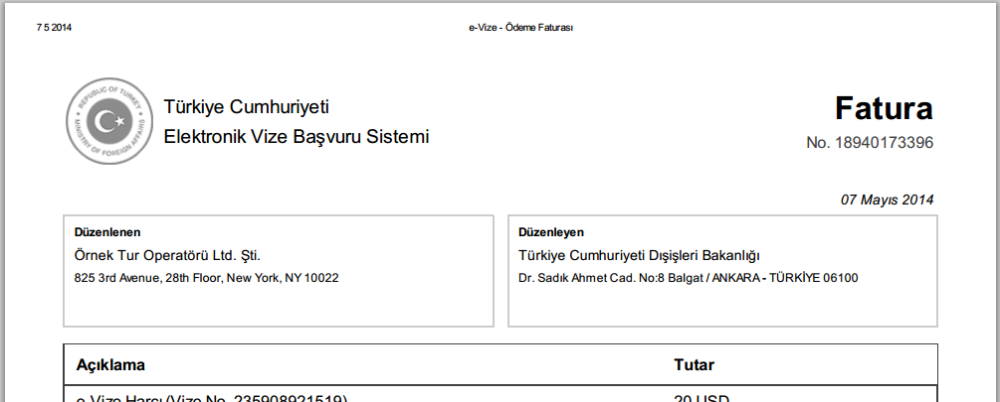 7 5 2014
e-Vize - Ödeme Faturası
REPUBLIC OF TURKEY
MINISTRY OF FOREIGN AFFAIRS
Türkiye Cumhuriyeti
Elektronik Vize Başvuru Sistemi
Fatura
No. 18940173396
07 Mayıs 2014
Düzenlenen
Örnek Tur Operatörü Ltd. Şti.
825 3rd Avenue, 28th Floor, New York, NY 10022
Düzenleyen
Türkiye Cumhuriyeti Dışişleri Bakanlığı
Dr. Sadık Ahmet Cad. No:8 Balgat / ANKARA - TÜRKİYE 06100
Açıklama
Tutar
e-Vize Harcı (Vize No. 235908921519)
20 USD